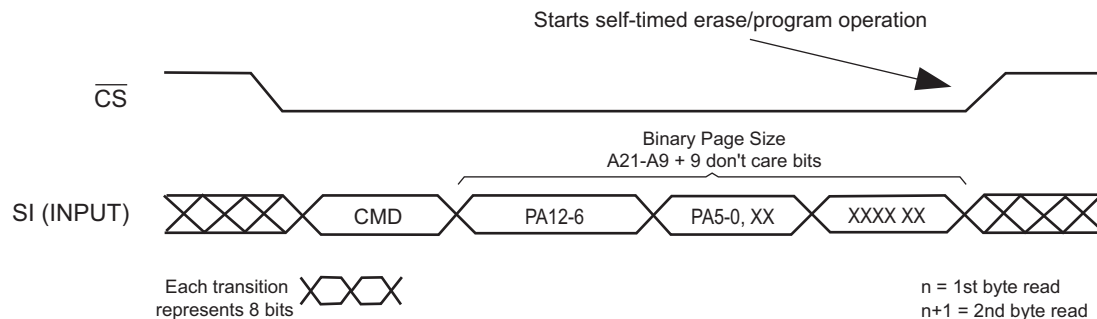 Starts self-timed erase/program operation
CS
Binary Page Size
A21-A9 + 9 don't care bits
SI (INPUT)
CMD
PA12-6
PA5-0, XX
XXXX XX
Each transition
represents 8 bits
n = 1st byte read
n+1 = 2nd byte read